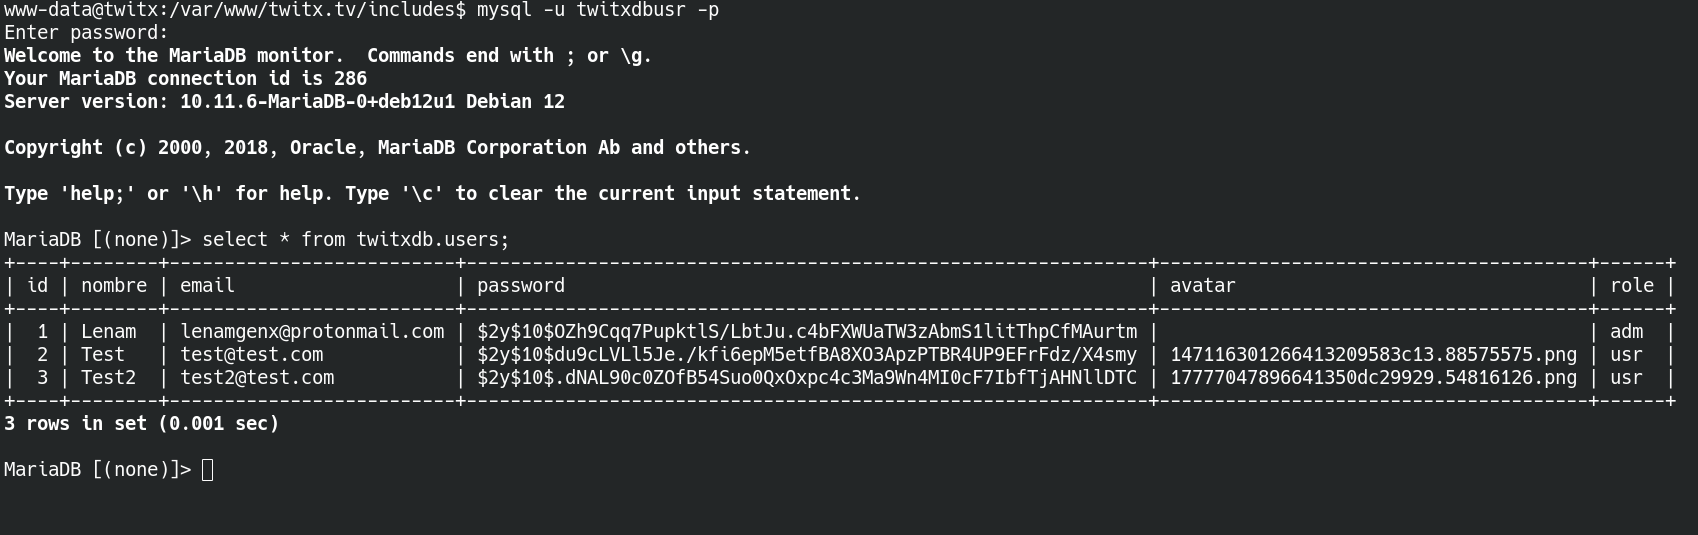 www-data@twitx:/var/www/twitx.tv/includes$ mysql -u twitxdbusr -p
Enter password:
Welcome to the MariaDB monitor.  Commands end with ; or \g.
Your MariaDB connection id is 286
Server version: 10.11.6-MariaDB-0+deb12u1 Debian 12

Copyright (c) 2000, 2018, Oracle, MariaDB Corporation Ab and others.

Type 'help;' or '\h' for help. Type '\c' to clear the current input statement.

MariaDB [(none)]> select * from twitxdb.users;
+----+--------+-------------------------+--------------------------------------------------------------+--------------------------------------+------+
| id | nombre | email                   | password                                                     | avatar                               | role |
+----+--------+-------------------------+--------------------------------------------------------------+--------------------------------------+------+
|  1 | Lenam  | lenamgenx@protonmail.com | $2y$10$OZh9Cqq7PupktlS/LbtJu.c4bFXWUaTW3zAbmS1litThpCfMAurtm |                                      | adm  |
|  2 | Test   | test@test.com            | $2y$10$du9cLVLl5Je./kfi6epM5etfBA8XO3ApzPTBR4UP9EFrFdz/X4smy | 147116301266413209583c13.88575575.png | usr  |
|  3 | Test2  | test2@test.com           | $2y$10$.dNAL90c0ZOfB54Suo0QxOxpc4c3Ma9Wn4MI0cF7IbfTjAHNllDTC | 17777047896641350dc29929.54816126.png | usr  |
+----+--------+-------------------------+--------------------------------------------------------------+--------------------------------------+------+
3 rows in set (0.001 sec)

MariaDB [(none)]>